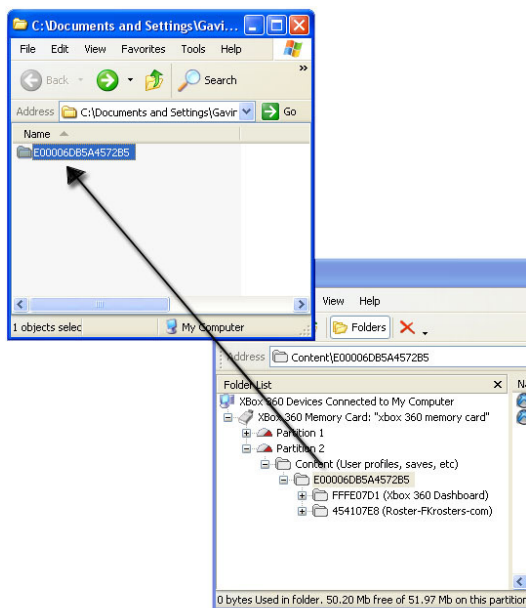 C:\Documents and Settings\Gavi...
File Edit View Favorites Tools Help
Back Search »
Address C:\Documents and Settings\Gavir Go
Name
E00006DB5A4572B5
1 objects selec My Computer
View Help
Folders
Address Content\E00006DB5A4572B5
Folder List X
XBox 360 Devices Connected to My Computer
XBox 360 Memory Card: "xbox 360 memory card"
Partition 1
Partition 2
Content (User profiles, saves, etc)
E00006DB5A4572B5
FFFE07D1 (Xbox 360 Dashboard)
454107E8 (Roster-FKrosters-com)
0 bytes Used in folder. 50.20 Mb free of 51.97 Mb on this partition